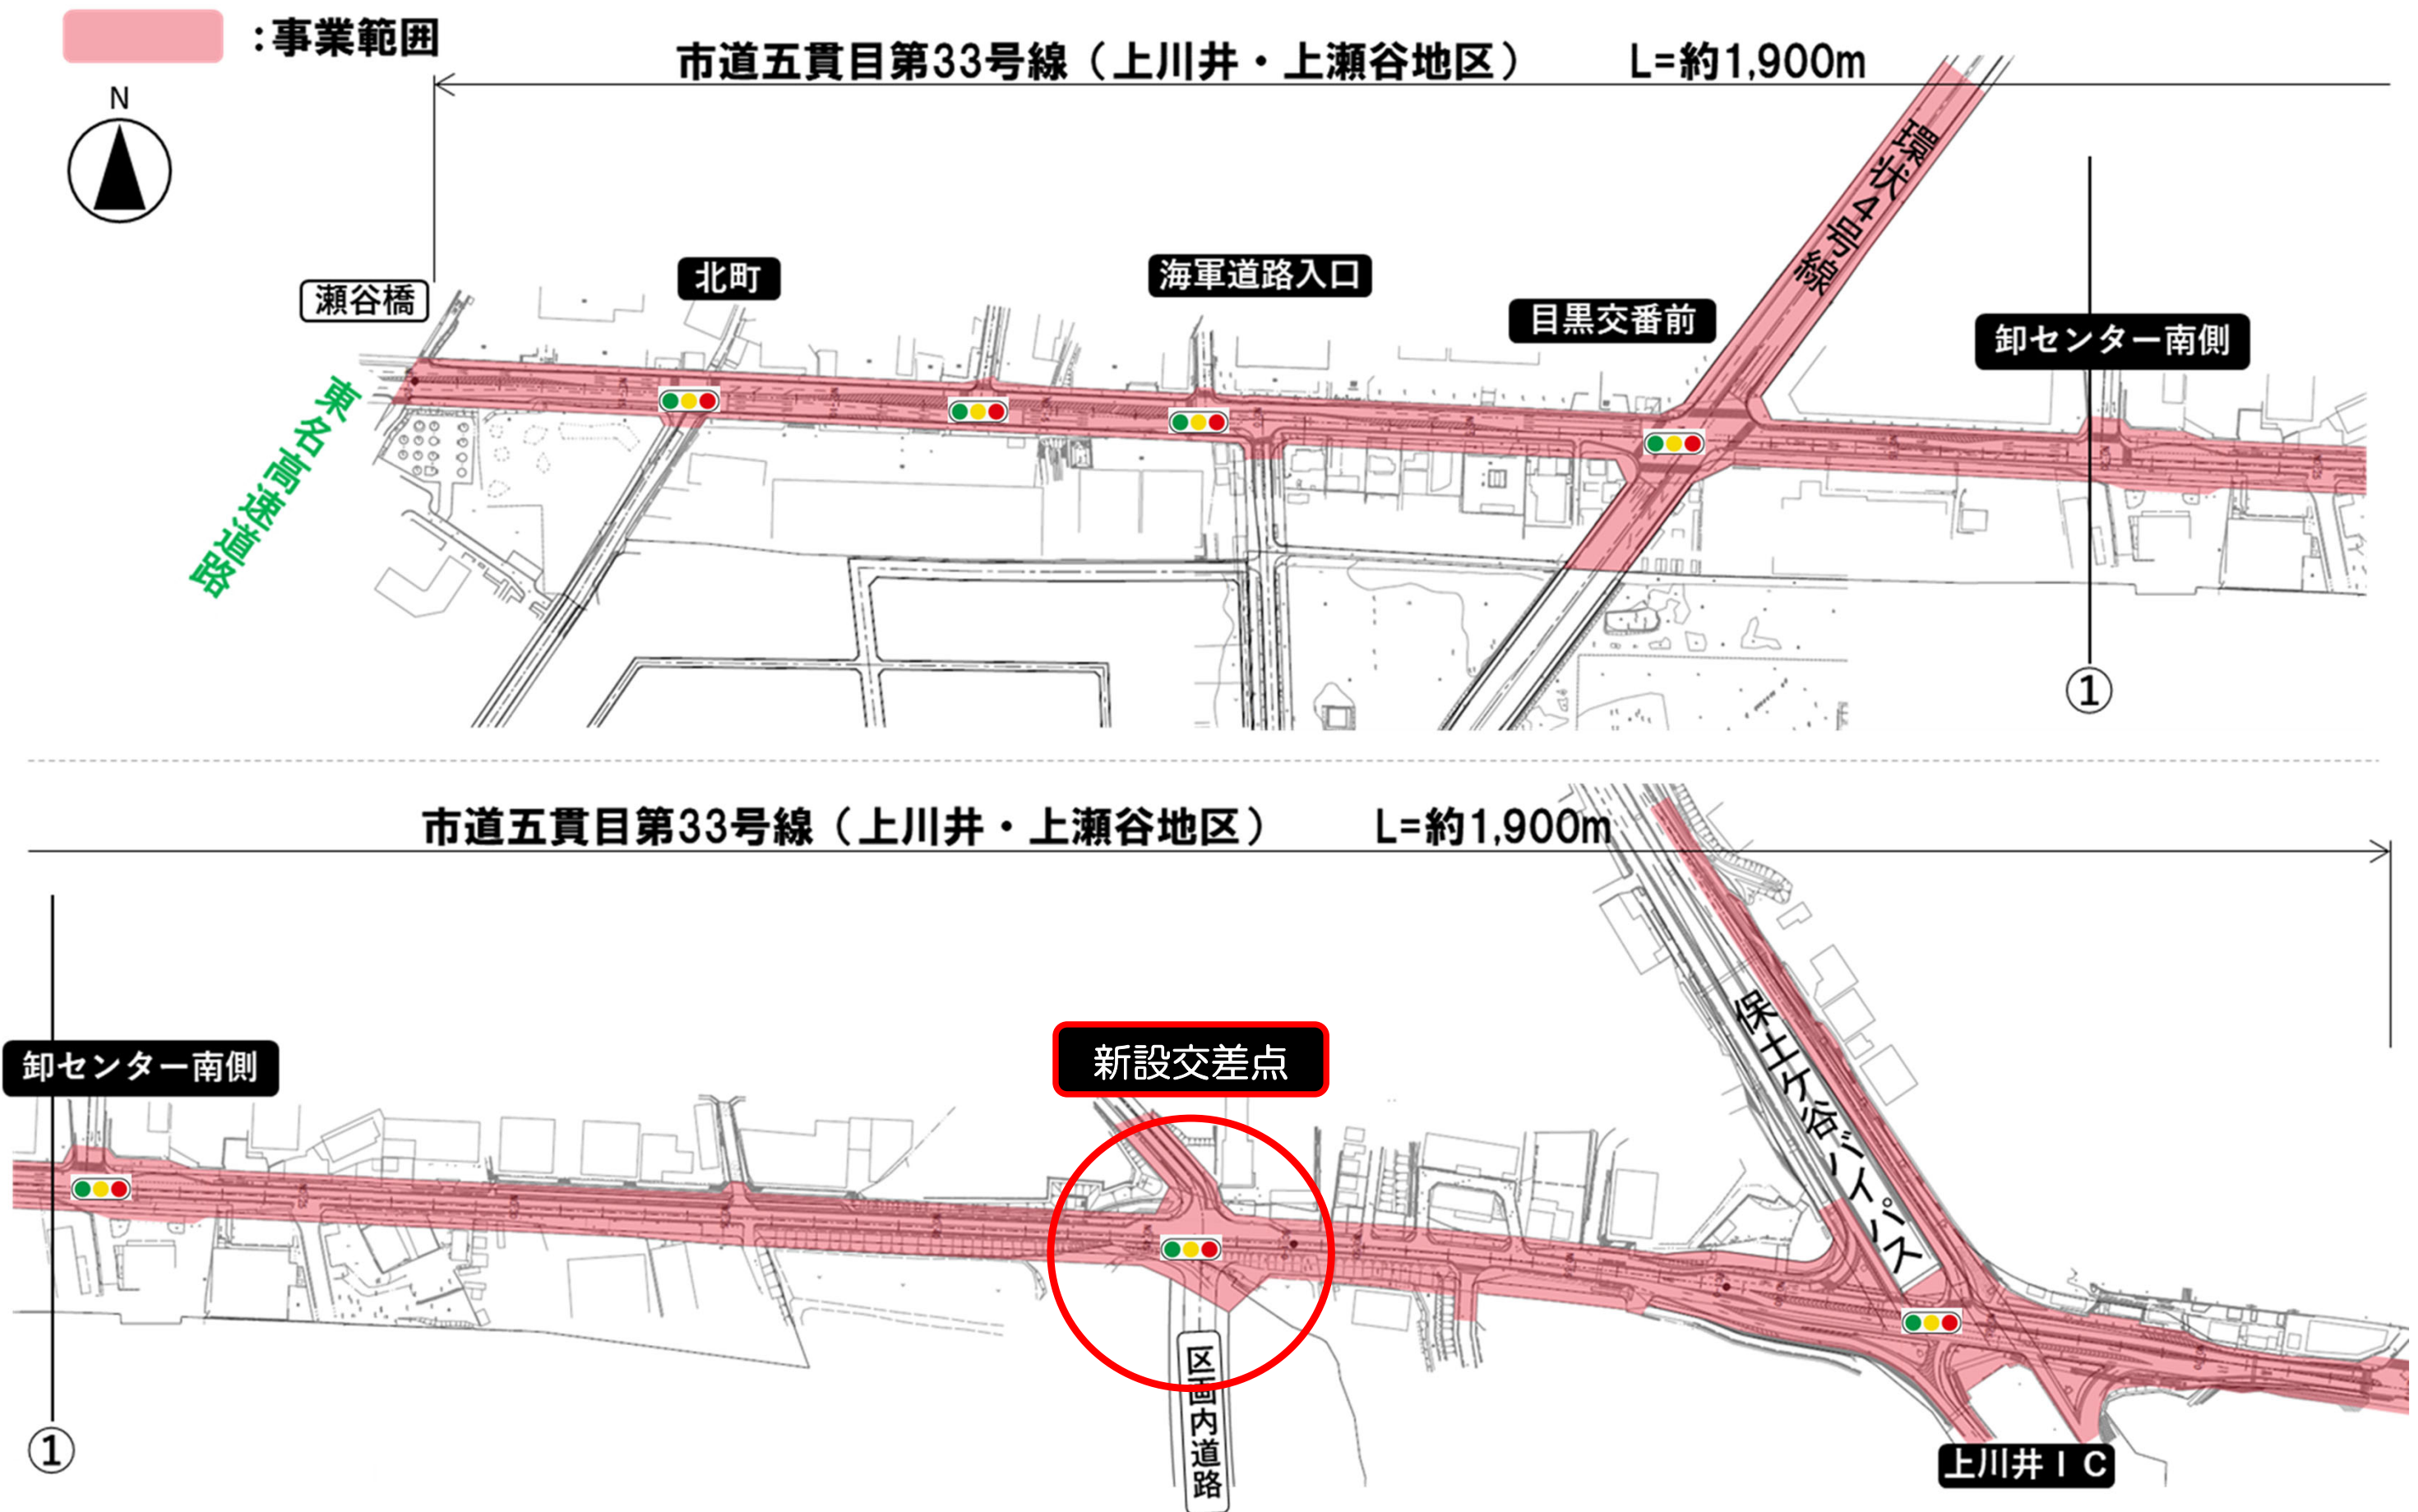 ：事業範囲
市道五貫目第33号線（上川井・上瀬谷地区）　L=約1,900m
N
環状4号線
瀬谷橋
北町
海軍道路入口
目黒交番前
卸センター南側
東名高速道路
①
市道五貫目第33号線（上川井・上瀬谷地区）　L=約1,900m
卸センター南側
新設交差点
保土ケ谷バイパス
区画内道路
上川井ＩＣ
①